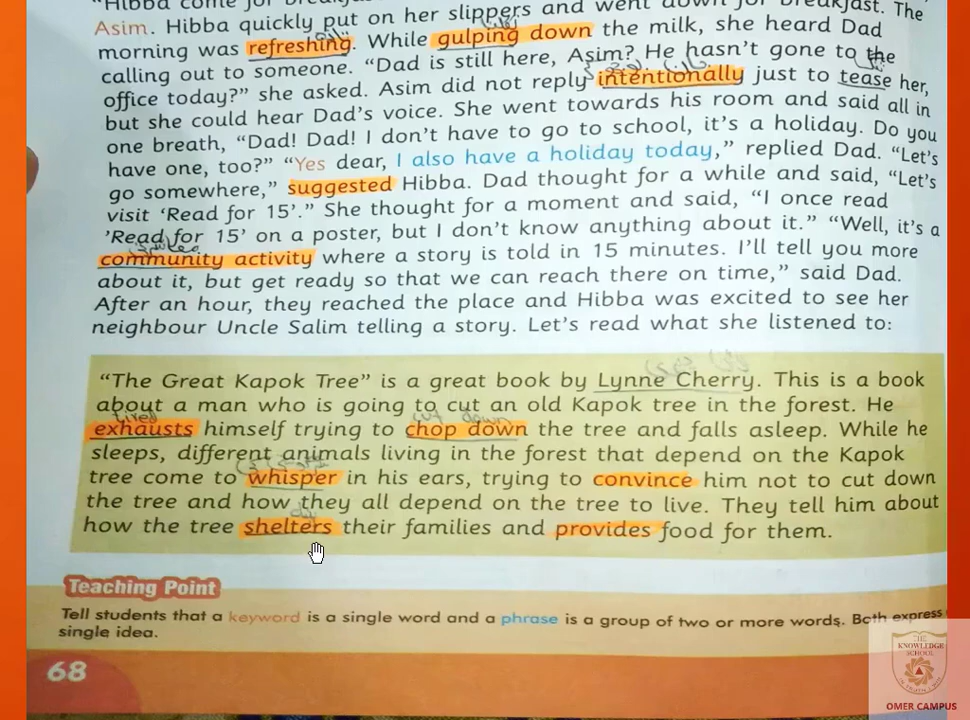 "Hibba come for breakfast
Asim. Hibba quickly put on her slippers and went down for breakfast. The
morning was refreshing. While gulping down the milk, she heard Dad
calling out to someone. "Dad is still here, Asim? He hasn't gone to the
office today?" she asked. Asim did not reply intentionally just to tease her,
but she could hear Dad's voice. She went towards his room and said all in
one breath, "Dad! Dad! I don't have to go to school, it's a holiday. Do you
have one, too?" "Yes dear, I also have a holiday today," replied Dad. "Let's
go somewhere," suggested Hibba. Dad thought for a while and said, "Let's
visit 'Read for 15'." She thought for a moment and said, "I once read
'Read for 15' on a poster, but I don't know anything about it." "Well, it's a
community activity where a story is told in 15 minutes. I'll tell you more
about it, but get ready so that we can reach there on time," said Dad.
After an hour, they reached the place and Hibba was excited to see her
neighbour Uncle Salim telling a story. Let's read what she listened to:
"The Great Kapok Tree" is a great book by Lynne Cherry. This is a book
about a man who is going to cut an old Kapok tree in the forest. He
tired cut down
exhausts himself trying to chop down the tree and falls asleep. While he
sleeps, different animals living in the forest that depend on the Kapok
tree come to whisper in his ears, trying to convince him not to cut down
the tree and how they all depend on the tree to live. They tell him about
how the tree shelters their families and provides food for them.
Teaching Point
Tell students that a keyword is a single word and a phrase is a group of two or more words. Both express
single idea.
68
THE
KNOWLEDGE
SCHOOL
OMER CAMPUS